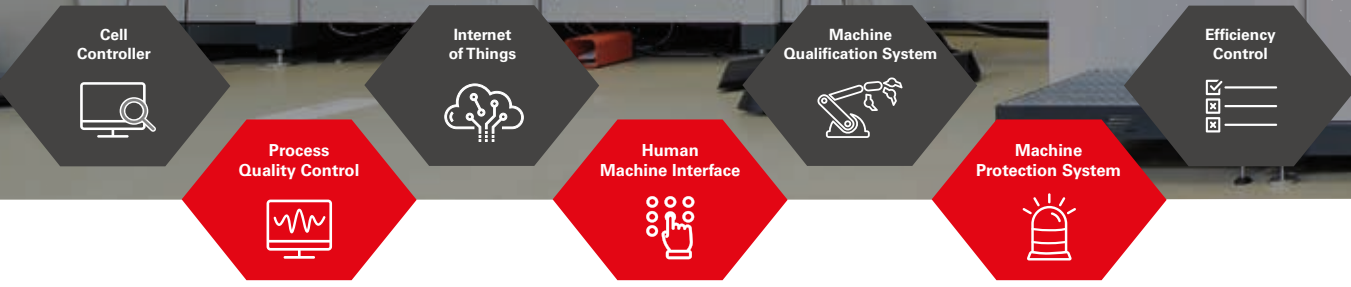 Cell
Controller
Internet
of Things
Machine
Qualification System
Efficiency
Control
Process
Quality Control
Human
Machine Interface
Machine
Protection System